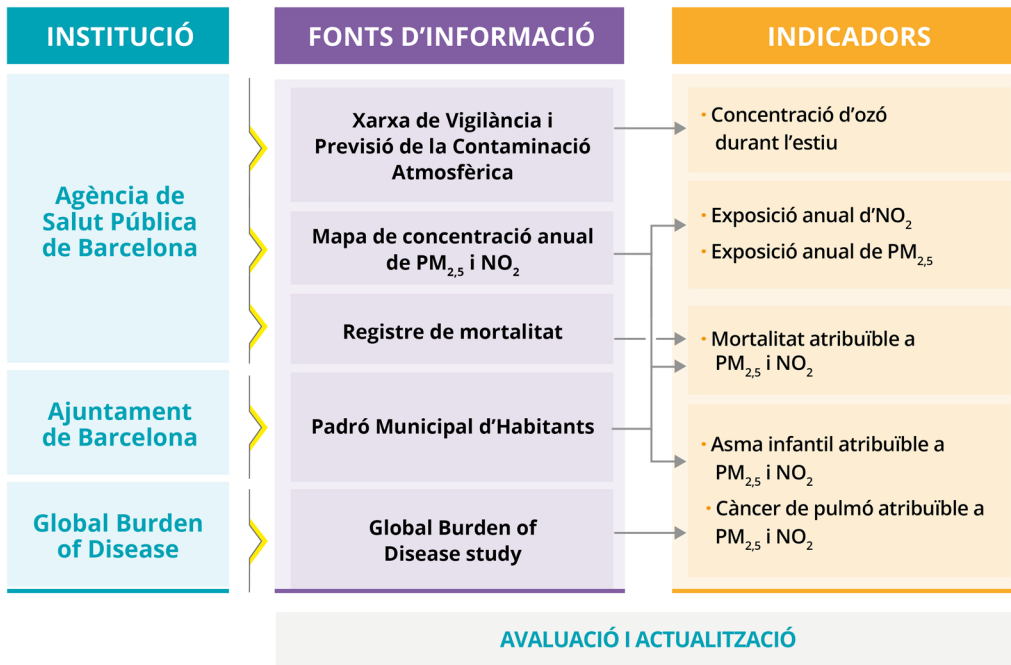 INSTITUCIÓ
Agència de
Salut Pública
de Barcelona
Ajuntament
de Barcelona
Global Burden
of Disease
FONTS D’INFORMACIÓ
Xarxa de Vigilància i
Previsió de la Contaminació
Atmosfèrica
Mapa de concentració anual
de PM2,5 i NO2
Registre de mortalitat
Padró Municipal d’Habitants
Global Burden of
Disease study
INDICADORS
· Concentració d’ozó
durant l’estiu
· Exposició anual d’NO2
· Exposició anual de PM2,5
· Mortalitat atribuïble a
PM2,5 i NO2
· Asma infantil atribuïble a
PM2,5 i NO2
· Càncer de pulmó atribuïble a
PM2,5 i NO2
AVALUACIÓ I ACTUALITZACIÓ